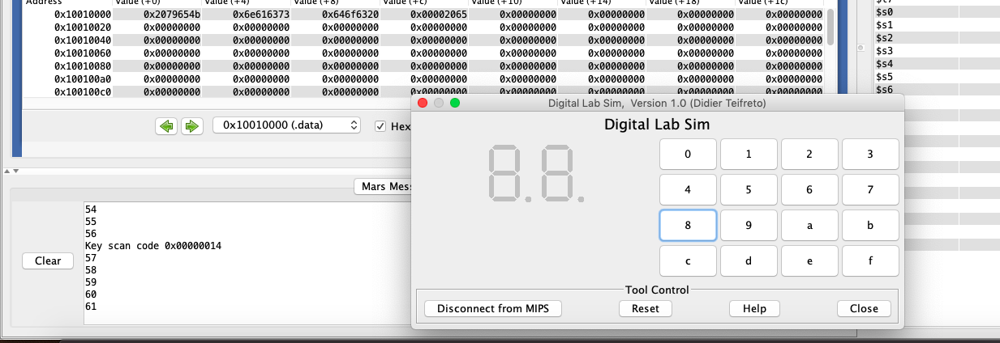 Address Value (+0) Value (+4) Value (+8) Value (+c) Value (+10) Value (+14) Value (+18) Value (+1c)
0x10010000 0x2079654b 0x6e616373 0x646f6320 0x00002065 0x00000000 0x00000000 0x00000000 0x00000000
0x10010020 0x00000000 0x00000000 0x00000000 0x00000000 0x00000000 0x00000000 0x00000000 0x00000000
0x10010040 0x00000000 0x00000000 0x00000000 0x00000000 0x00000000 0x00000000 0x00000000 0x00000000
0x10010060 0x00000000 0x00000000 0x00000000 0x00000000 0x00000000 0x00000000 0x00000000 0x00000000
0x10010080 0x00000000 0x00000000 0x00000000 0x00000000 0x00000000 0x00000000 0x00000000 0x00000000
0x100100a0 0x00000000 0x00000000 0x00000000 0x00000000 0x00000000 0x00000000 0x00000000 0x00000000
0x100100c0 0x00000000 0x00000000 0x00000000 0x00000000 0x00000000 0x00000000 0x00000000 0x00000000
$s0
$s1
$s2
$s3
$s4
$s5
$s6
0x10010000 (.data) Hex
Mars Mes
Clear
54
55
56
Key scan code 0x00000014
57
58
59
60
61
Digital Lab Sim, Version 1.0 (Didier Teifreto)
Digital Lab Sim
8.8.
0 1 2 3
4 5 6 7
8 9 a b
c d e f
Tool Control
Disconnect from MIPS Reset Help Close